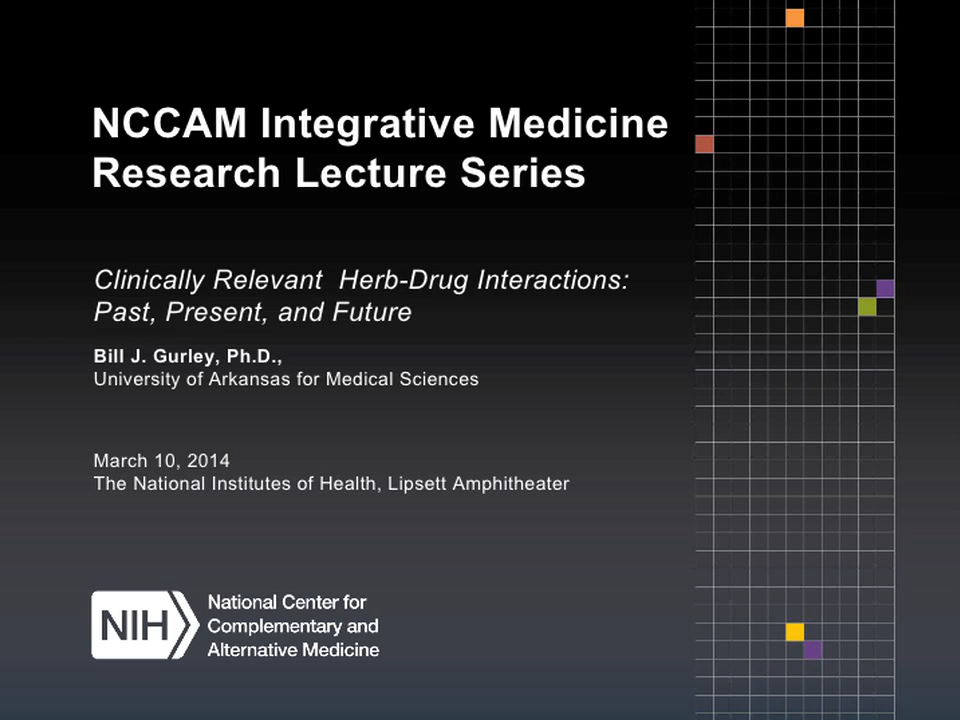 NCCAM Integrative Medicine
Research Lecture Series
Clinically Relevant  Herb-Drug Interactions:
Past, Present, and Future
Bill J. Gurley, Ph.D.,
University of Arkansas for Medical Sciences
March 10, 2014
The National Institutes of Health, Lipsett Amphitheater
NIH
National Center for
Complementary and
Alternative Medicine